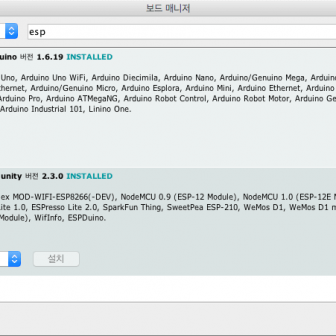 보드 매니저
esp
uino 버전 1.6.19 INSTALLED
Uno, Arduino Uno WiFi, Arduino Diecimila, Arduino Nano, Arduino/Genuino Mega, Arduino
hernet, Arduino/Genuino Micro, Arduino Esplora, Arduino Mini, Arduino Ethernet, Arduino
Arduino Pro, Arduino ATMegaNG, Arduino Robot Control, Arduino Robot Motor, Arduino Ge
Arduino Industrial 101, Linino One.
unity 버전 2.3.0 INSTALLED
ex MOD-WIFI-ESP8266(-DEV), NodeMCU 0.9 (ESP-12 Module), NodeMCU 1.0 (ESP-12E M
ite 1.0, ESPresso Lite 2.0, SparkFun Thing, SweetPea ESP-210, WeMos D1, WeMos D1 m
Module), WifInfo, ESPDuino.
설치